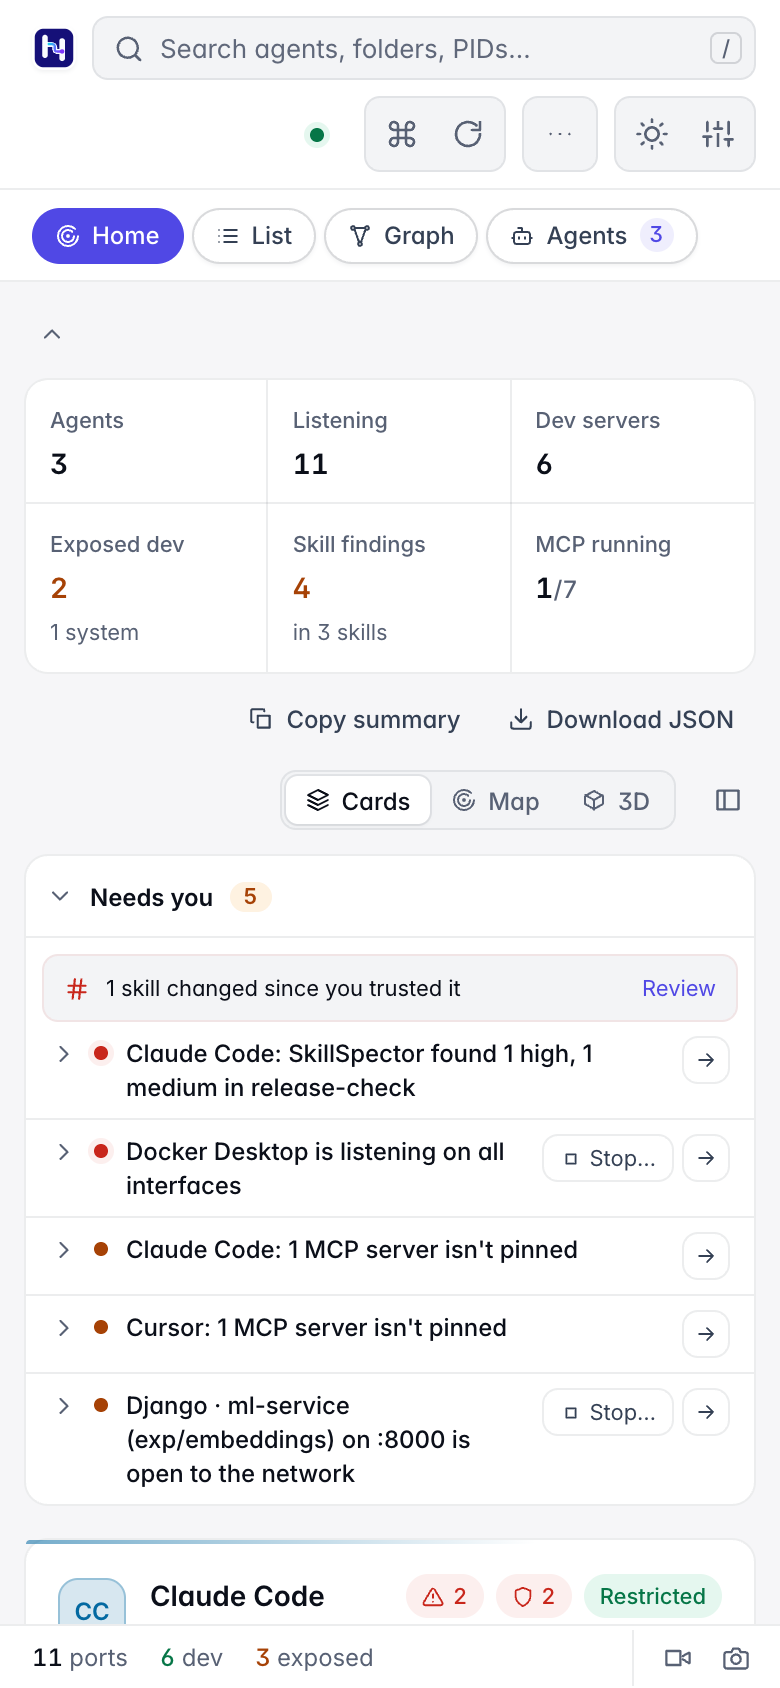 Search agents, folders, PIDs... /
...
Home List Graph Agents 3
Agents Listening Dev servers
3 11 6
Exposed dev Skill findings MCP running
2 4 1/7
1 system in 3 skills
Copy summary Download JSON
Cards Map 3D
Needs you 5
# 1 skill changed since you trusted it Review
Claude Code: SkillSpector found 1 high, 1
medium in release-check
Docker Desktop is listening on all
interfaces
Stop...
Claude Code: 1 MCP server isn't pinned
Cursor: 1 MCP server isn't pinned
Django · ml-service
(exp/embeddings) on :8000 is
open to the network
Stop...
CC Claude Code 2 2 Restricted
11 ports 6 dev 3 exposed